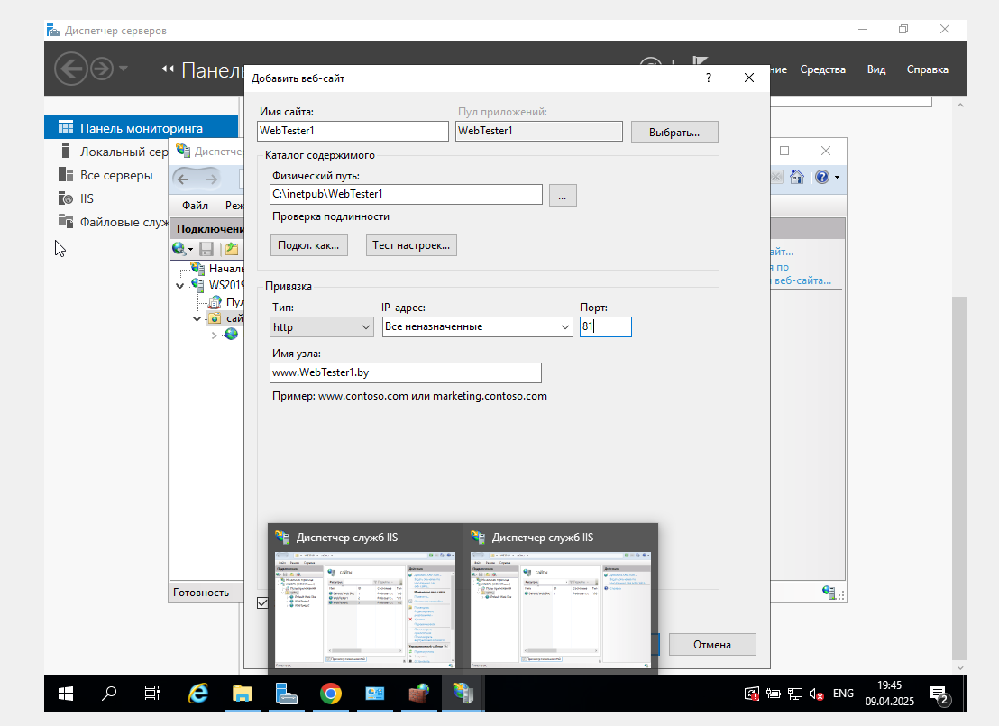 Диспетчер серверов
Панель
Средства
Вид
Справка
Панель мониторинга
Локальный сер
Все серверы
IIS
Файловые служ
Добавить веб-сайт
?
Имя сайта:
Пул приложений:
WebTester1
WebTester1
Выбрать...
Каталог содержимого
Физический путь:
C:\inetpub\WebTester1
...
Проверка подлинности
Подкл. как...
Тест настроек...
Привязка
Тип:
IP-адрес:
Порт:
http
Все неназначенные
81
Имя узла:
www.WebTester1.by
Пример: www.contoso.com или marketing.contoso.com
Отмена
Диспетче
Файл
Реж
Подключени
Началь
WS2019
Пул
сай
айт...
я по
веб-сайта...
Готовность
Диспетчер служб IIS
Диспетчер служб IIS
ENG
19:45
09.04.2025
2